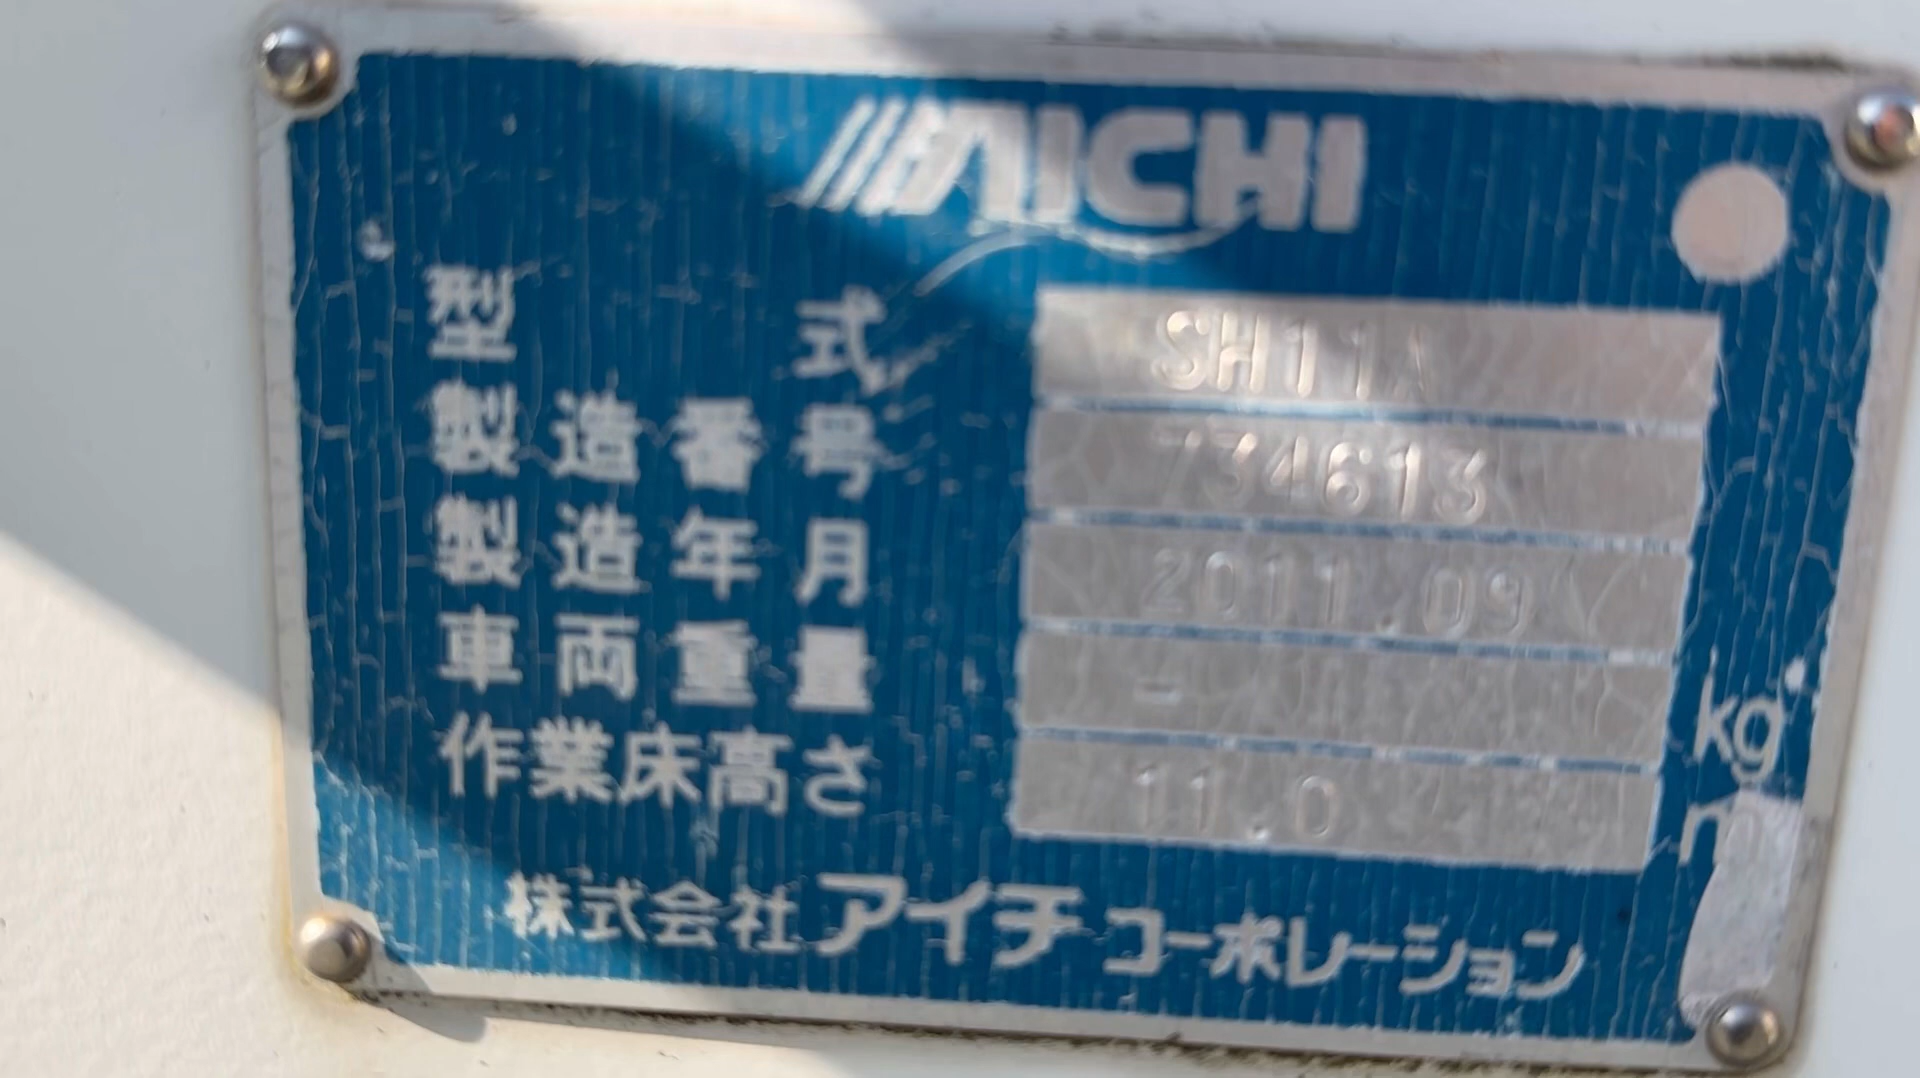 AICHI
型式 SH11A
製造番号 734613
製造年月 2011.09
車両重量 - kg
作業床高さ 11.0 m
株式会社アイチコーポレーション